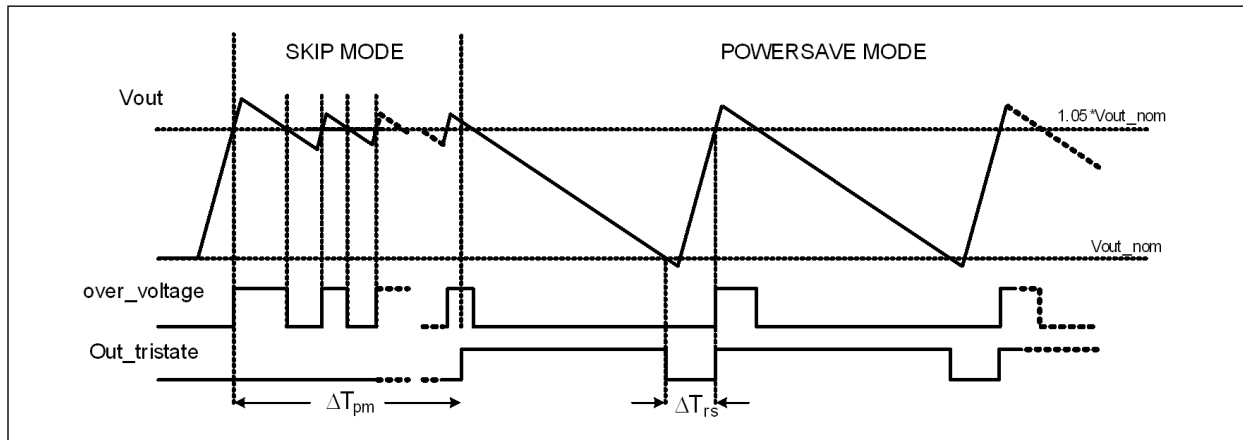 SKIP MODE
POWERSAVE MODE
Vout
1.05*Vout_nom
Vout_nom
over_voltage
Out_tristate
ΔTpm
ΔTrs